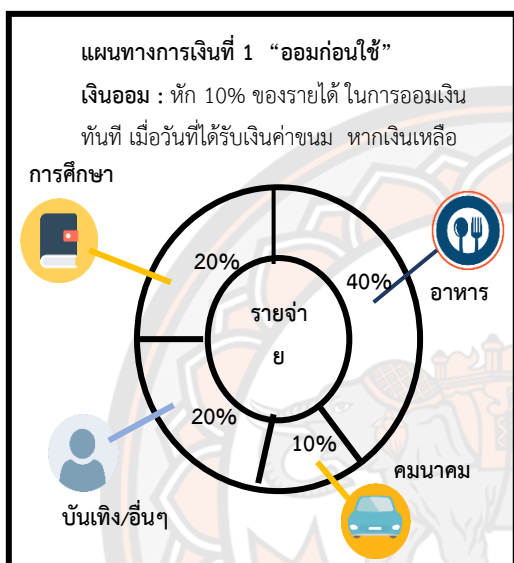 แผนทางการเงินที่ 1 “ออมก่อนใช้”
เงินออม : หัก 10% ของรายได้ ในการออมเงิน
ทันที เมื่อวันที่ได้รับเงินค่าขนม หากเงินเหลือ
การศึกษา
20%
40%
อาหาร
รายจ่า
ย
20%
10%
คมนาคม
บันเทิง/อื่นๆ